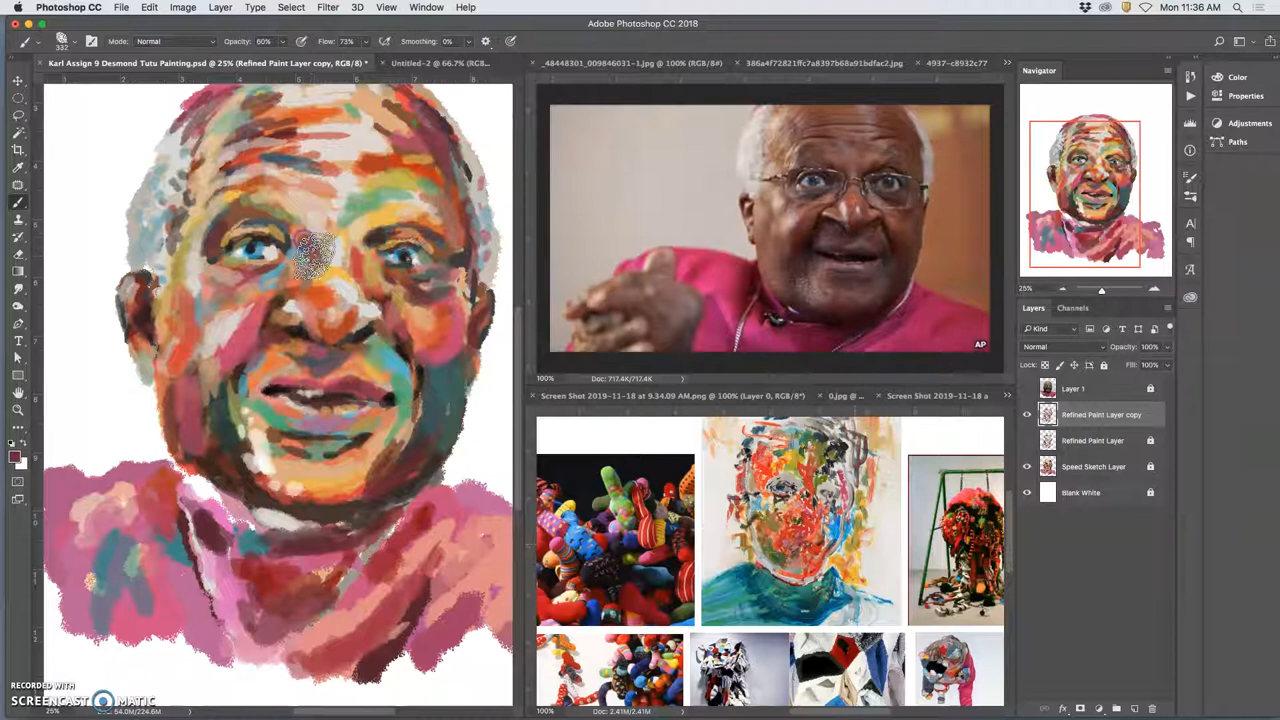 Photoshop CC File Edit Image Layer Type Select Filter 3D View Window Help Mon 11:36 AM
Adobe Photoshop CC 2018
332 Mode: Normal Opacity: 60% Flow: 73% Smoothing: 0%
Karl Assign 9 Desmond Tutu Painting.psd @ 25% (Refined Paint Layer copy, RGB/8) * Untitled-2 @ 66.7% (RGB... _48448301_009846031-1.jpg @ 100% (RGB/8#) 386a4f72821ffc7a8397b68a91bdfac2.jpg 4937-c8932c77
Navigator
Color
Properties
Adjustments
Paths
AP
25%
100% Doc: 717.4K/717.4K
Screen Shot 2019-11-18 at 9.34.09 AM.png @ 100% (Layer 0, RGB/8*) 0.jpg @ ... Screen Shot 2019-11-18 a
Layers Channels
Kind
Normal Opacity: 100%
Lock: Fill: 100%
Layer 1
Refined Paint Layer copy
Refined Paint Layer
Speed Sketch Layer
Blank White
RECORDED WITH
SCREENCAST MATIC
25% Doc: 54.0M/224.6M
100% Doc: 2.41M/2.41M